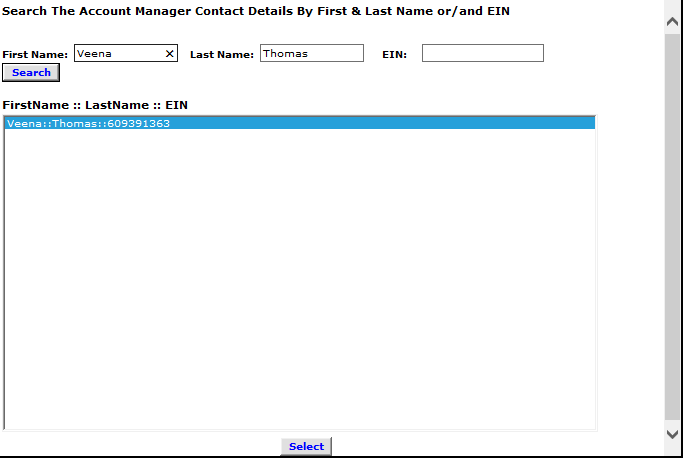 Search The Account Manager Contact Details By First & Last Name or/and EIN
First Name: Veena ✕ Last Name: Thomas EIN:
Search
FirstName :: LastName :: EIN
Veena::Thomas::609391363
Select